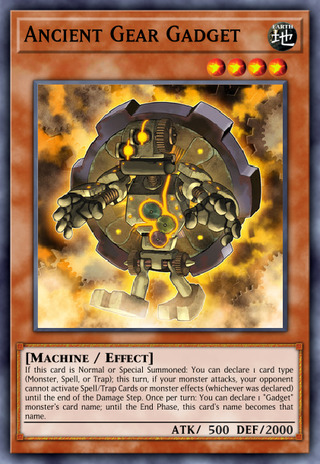 Ancient Gear Gadget
EARTH
地
[Machine / Effect]
If this card is Normal or Special Summoned: You can declare 1 card type
(Monster, Spell, or Trap); this turn, if your monster attacks, your opponent
cannot activate Spell/Trap Cards or monster effects (whichever was declared)
until the end of the Damage Step. Once per turn: You can declare 1 "Gadget"
monster's card name; until the End Phase, this card's name becomes that
name.
ATK/ 500 DEF/2000